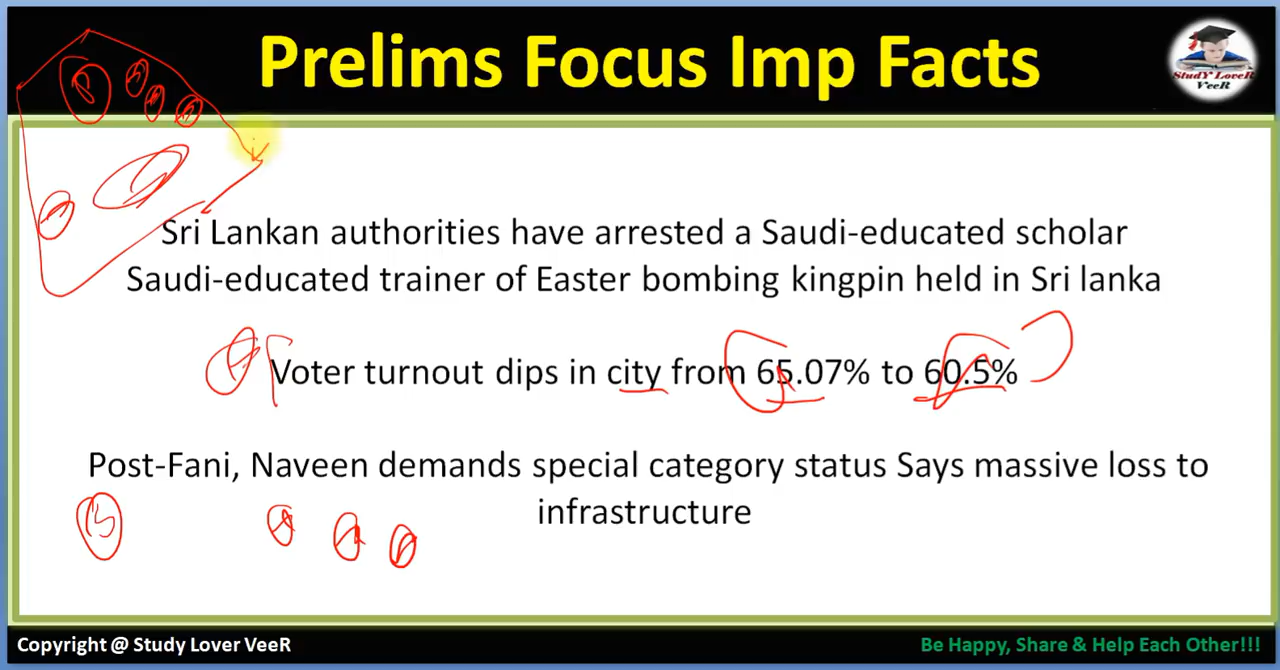 Prelims Focus Imp Facts
StudY LoveR
VeeR
Sri Lankan authorities have arrested a Saudi-educated scholar
Saudi-educated trainer of Easter bombing kingpin held in Sri lanka
Voter turnout dips in city from 65.07% to 60.5%
Post-Fani, Naveen demands special category status Says massive loss to
infrastructure
Copyright @ Study Lover VeeR
Be Happy, Share & Help Each Other!!!